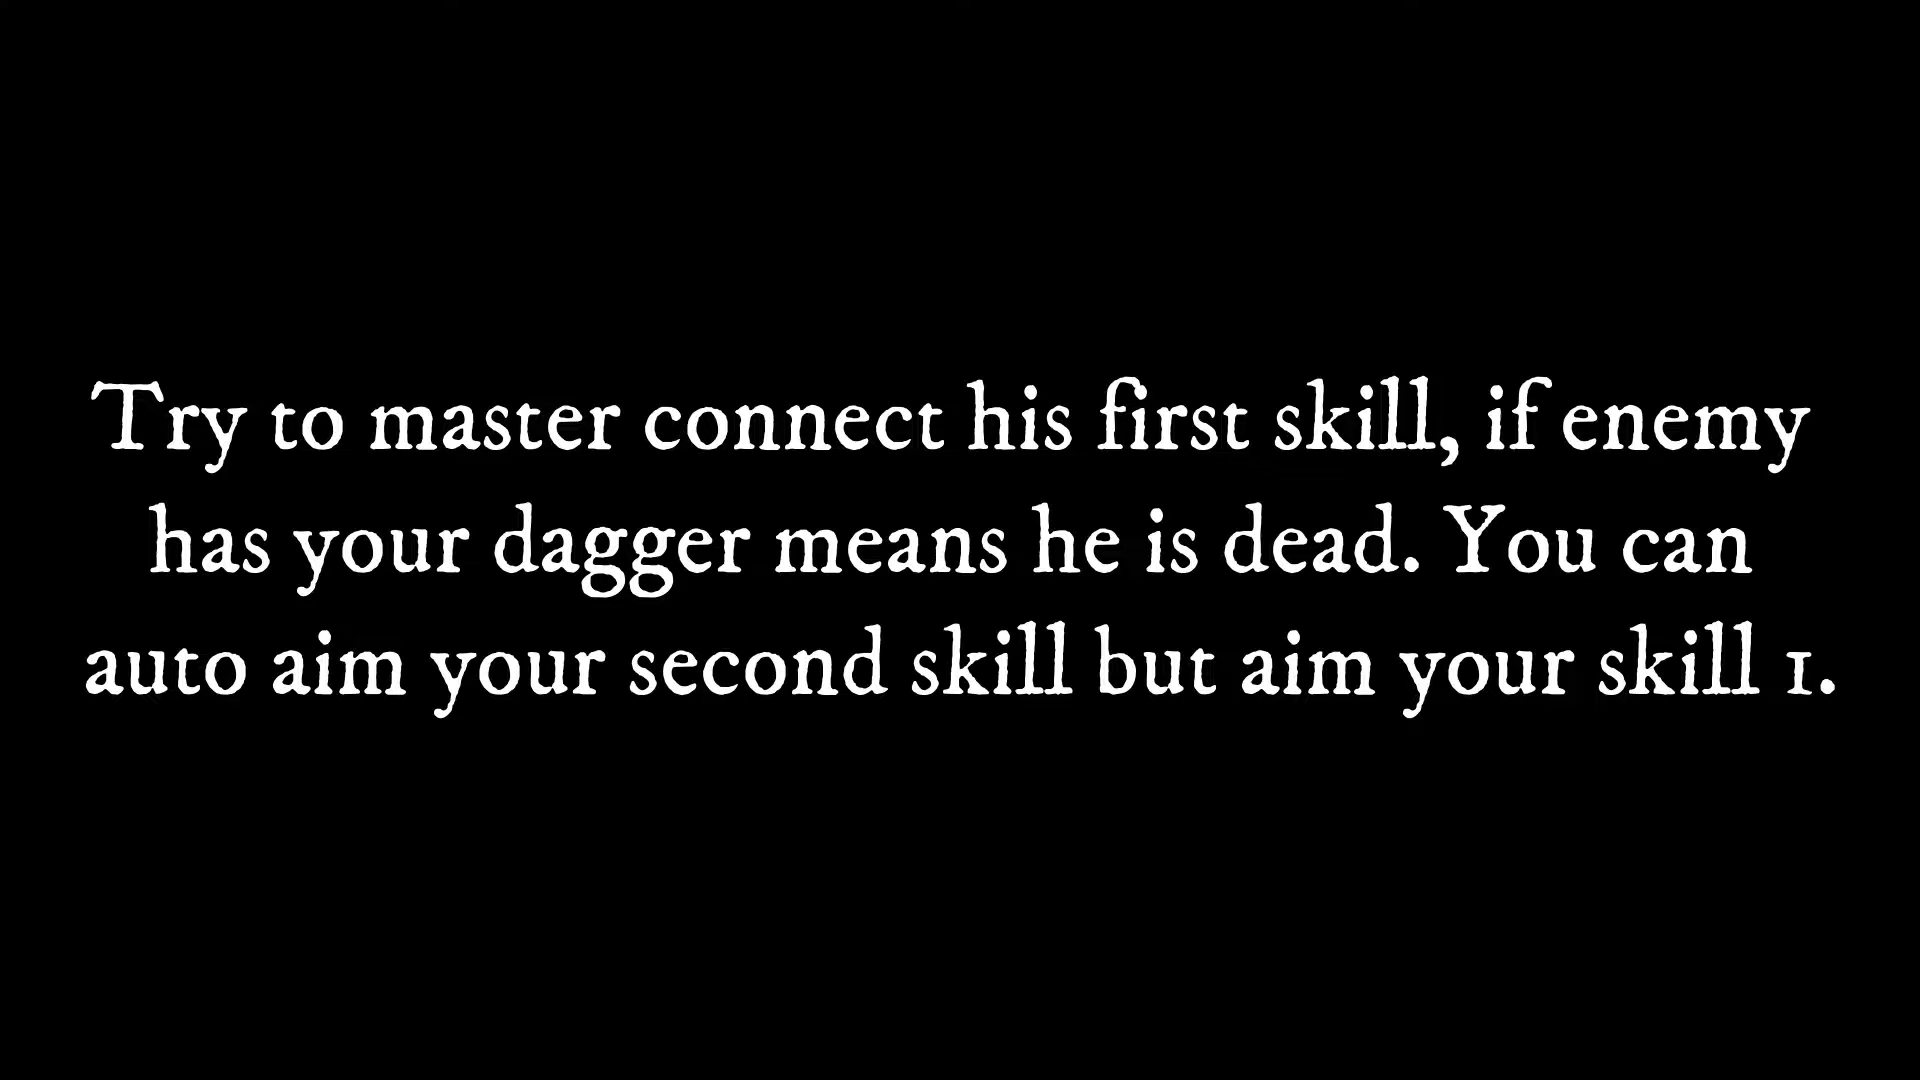 Try to master connect his first skill, if enemy
has your dagger means he is dead. You can
auto aim your second skill but aim your skill 1.